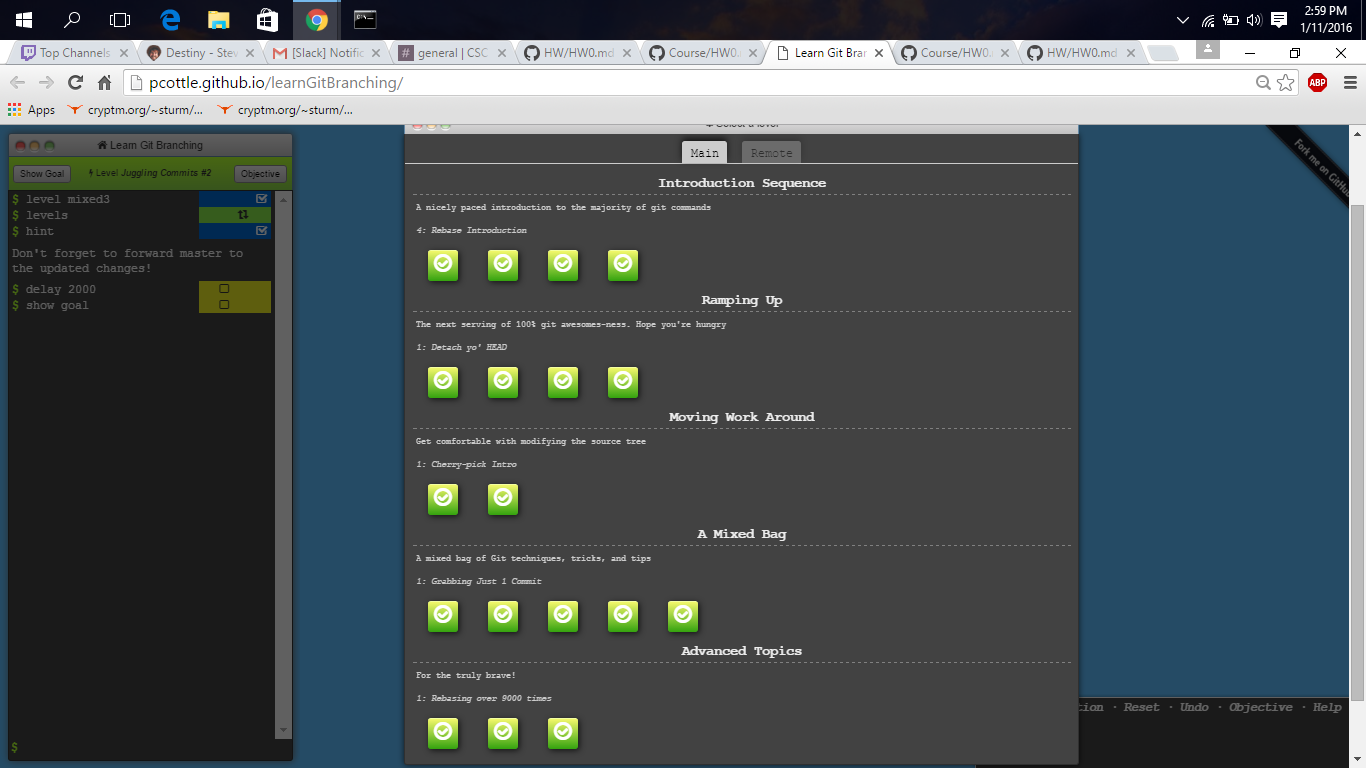 2:59 PM
1/11/2016
Top Channels
Destiny - Stev
[Slack] Notific
general | CSC
HW/HW0.md
Course/HW0.
Learn Git Bran
Course/HW0.
HW/HW0.md
pcottle.github.io/learnGitBranching/
ABP
Apps
cryptm.org/~sturm/...
cryptm.org/~sturm/...
Learn Git Branching
Show Goal
Level Juggling Commits #2
Objective
$ level mixed3
$ levels
$ hint
Don't forget to forward master to
the updated changes!
$ delay 2000
$ show goal
$
Main
Remote
Introduction Sequence
A nicely paced introduction to the majority of git commands
4: Rebase Introduction
Ramping Up
The next serving of 100% git awesomes-ness. Hope you're hungry
1: Detach yo' HEAD
Moving Work Around
Get comfortable with modifying the source tree
1: Cherry-pick Intro
A Mixed Bag
A mixed bag of Git techniques, tricks, and tips
1: Grabbing Just 1 Commit
Advanced Topics
For the truly brave!
1: Rebasing over 9000 times
Fork me on GitHub
tion · Reset · Undo · Objective · Help